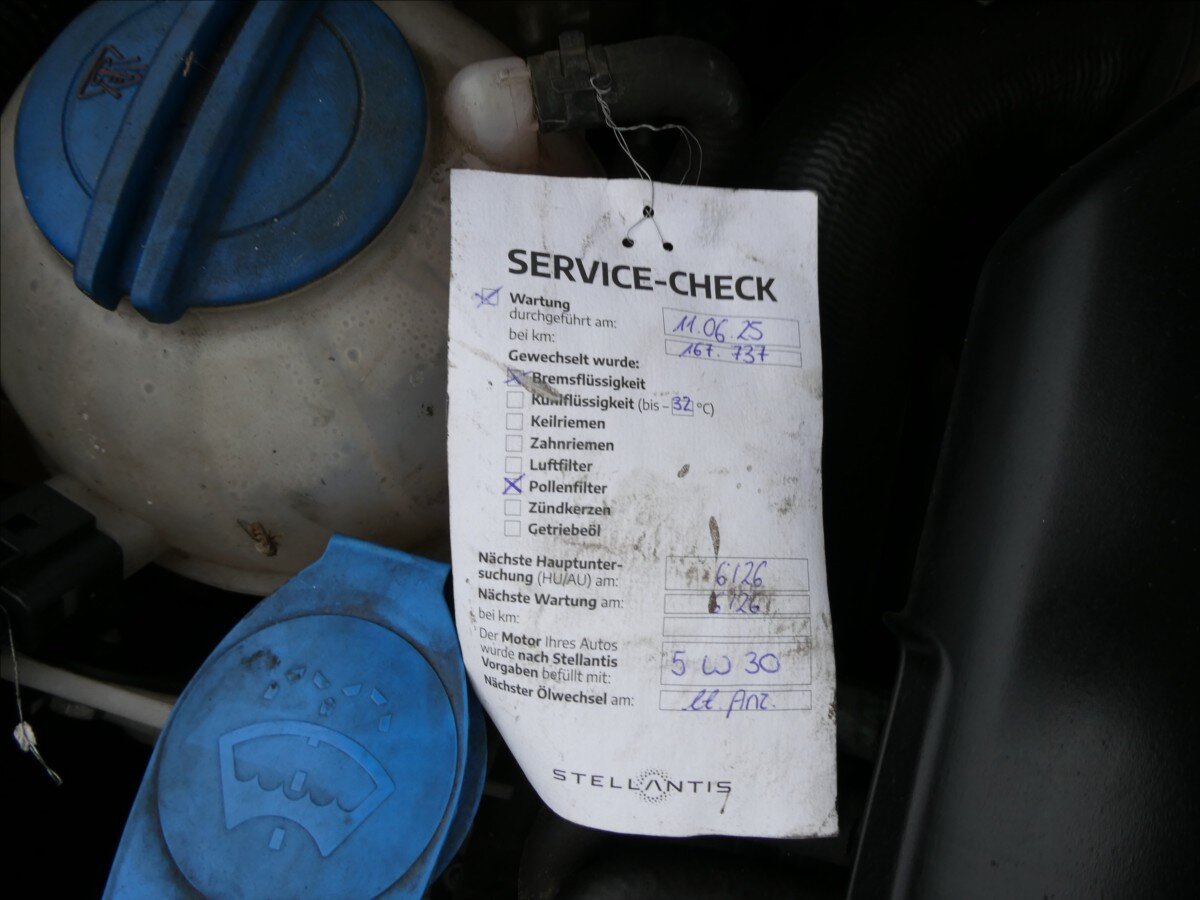 SERVICE-CHECK
Wartung
durchgeführt am: 11.06.25
bei km: 167.737
Gewechselt wurde:
Bremsflüssigkeit
Kühlflüssigkeit (bis – 32 °C)
Keilriemen
Zahnriemen
Luftfilter
Pollenfilter
Zündkerzen
Getriebeöl
Nächste Hauptunter-
suchung (HU/AU) am: 6/26
Nächste Wartung am: 6/26
bei km:
Der Motor Ihres Autos
wurde nach Stellantis
Vorgaben befüllt mit: 5 W 30
Nächster Ölwechsel am: lt Anz.
STELLANTIS